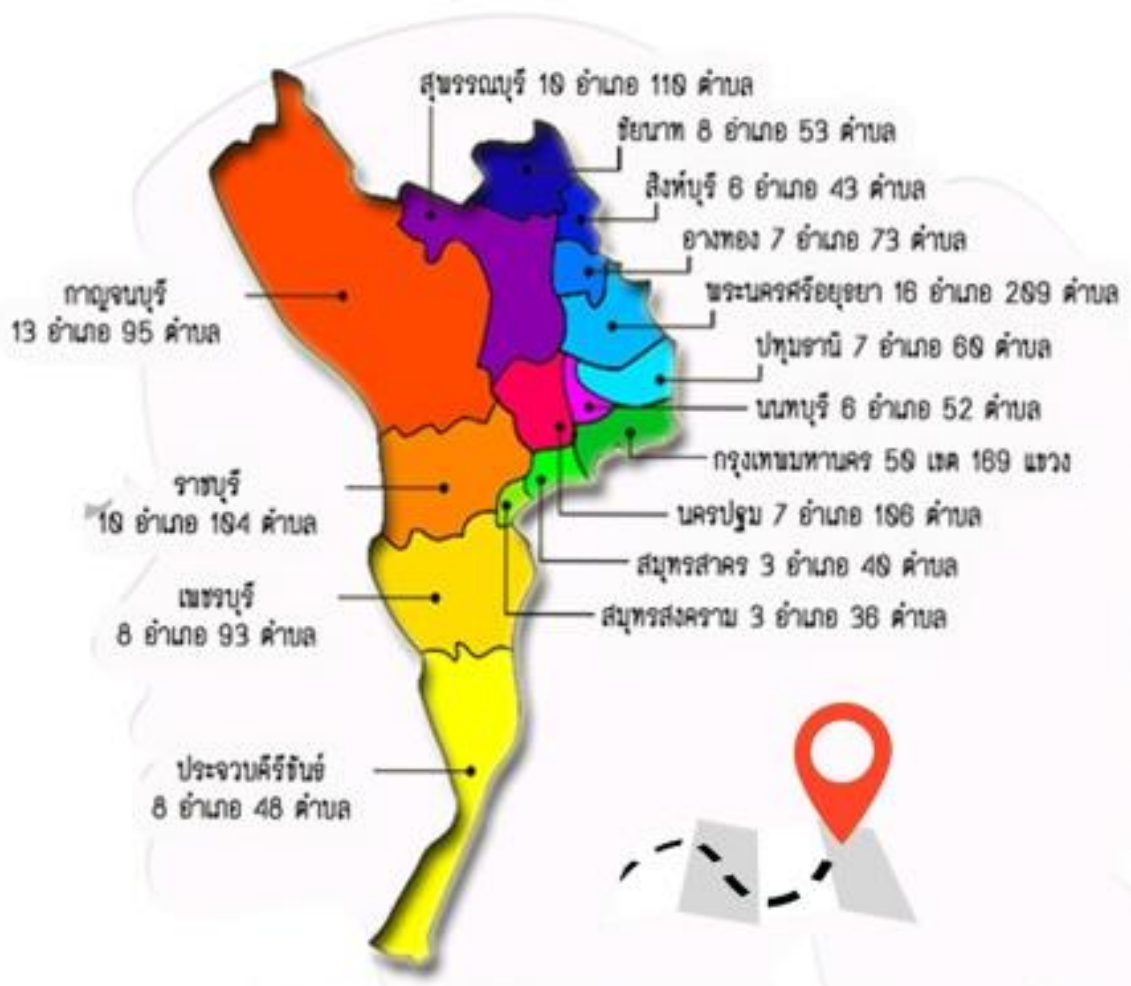 สุพรรณบุรี 10 อำเภอ 110 ตำบล
ชัยนาท 8 อำเภอ 53 ตำบล
สิงห์บุรี 6 อำเภอ 43 ตำบล
อ่างทอง 7 อำเภอ 73 ตำบล
พระนครศรีอยุธยา 16 อำเภอ 209 ตำบล
ปทุมธานี 7 อำเภอ 60 ตำบล
นนทบุรี 6 อำเภอ 52 ตำบล
กรุงเทพมหานคร 50 เขต 169 แขวง
นครปฐม 7 อำเภอ 106 ตำบล
สมุทรสาคร 3 อำเภอ 40 ตำบล
สมุทรสงคราม 3 อำเภอ 36 ตำบล
กาญจนบุรี
13 อำเภอ 95 ตำบล
ราชบุรี
10 อำเภอ 104 ตำบล
เพชรบุรี
8 อำเภอ 93 ตำบล
ประจวบคีรีขันธ์
8 อำเภอ 48 ตำบล